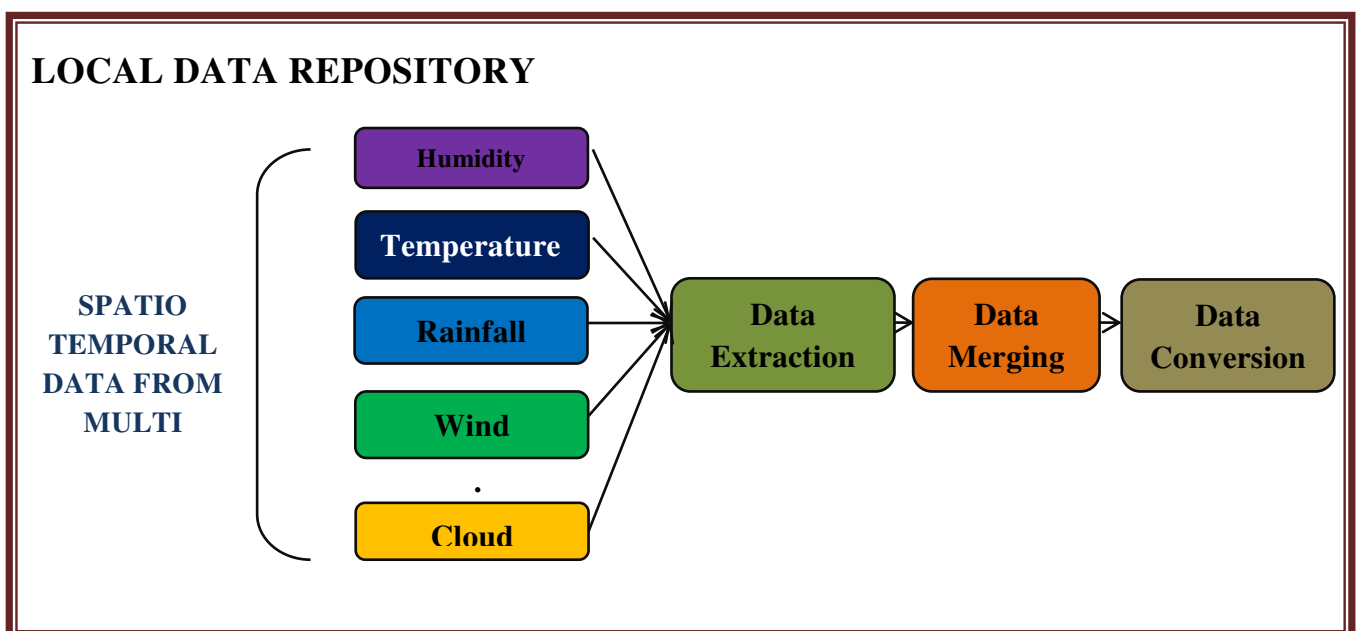 LOCAL DATA REPOSITORY
Humidity
Temperature
Rainfall
Wind
.
Cloud
SPATIO
TEMPORAL
DATA FROM
MULTI
Data
Extraction
Data
Merging
Data
Conversion